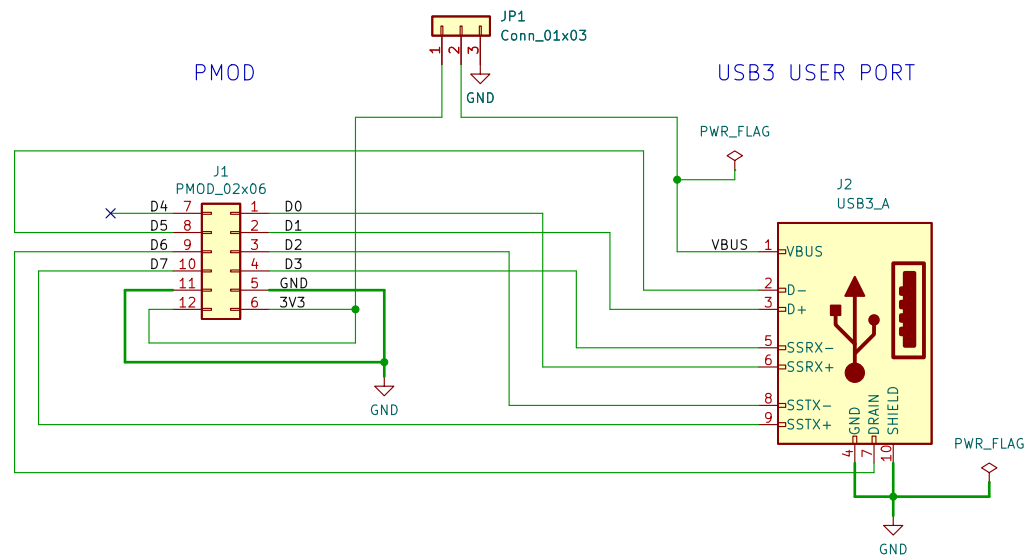 JP1
Conn_01x03
1 2 3
GND
PMOD
USB3 USER PORT
PWR_FLAG
J1
PMOD_02x06
D4 7 1 D0
D5 8 2 D1
D6 9 3 D2
D7 10 4 D3
11 5 GND
12 6 3V3
GND
J2
USB3_A
VBUS 1 VBUS
2 D-
3 D+
5 SSRX-
6 SSRX+
8 SSTX-
9 SSTX+
GND DRAIN SHIELD
4 7 10
PWR_FLAG
GND